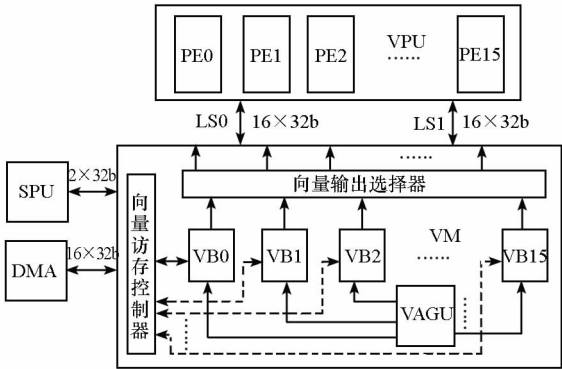 VPU
PE0 PE1 PE2 …… PE15
LS0 16×32b LS1 16×32b
……
SPU 2×32b
向量输出选择器
DMA 16×32b
向量访存控制器
VB0 VB1 VB2 …… VM VB15
VAGU
……
……